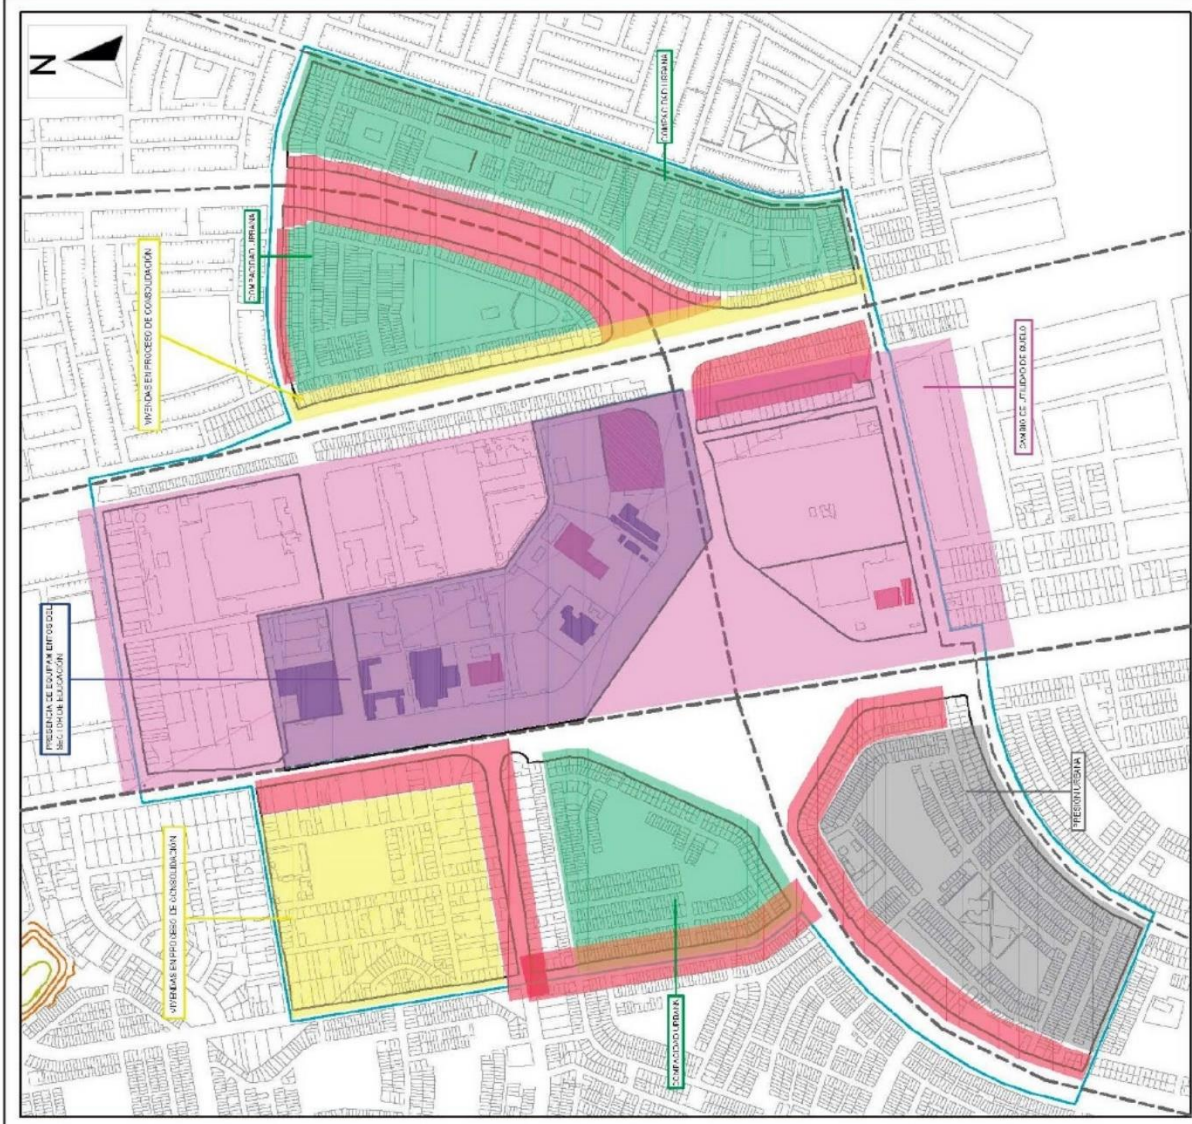 N
COMPACIDAD URBANA
COMPACIDAD URBANA
VIVIENDAS EN PROCESO DE CONSOLIDACIÓN
CAMBIO DE UTILIDAD DE SUELO
PRESENCIA DE EQUIPAMIENTOS DEL
SECTOR DE EDUCACIÓN
PRESIÓN URBANA
VIVIENDAS EN PROCESO DE CONSOLIDACIÓN
COMPACIDAD URBANA